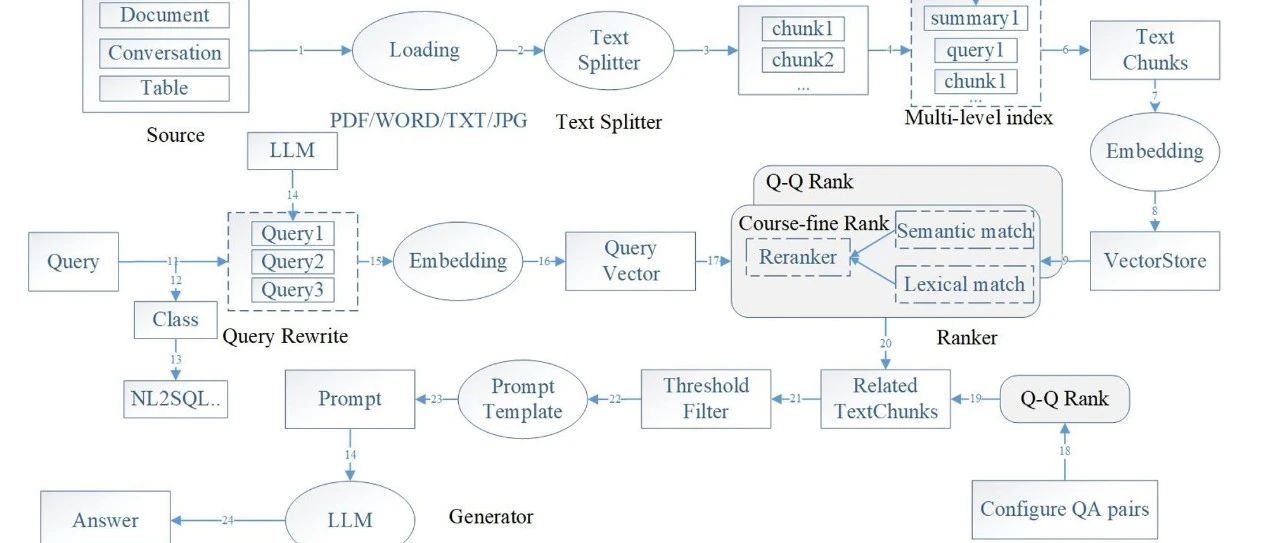 Document
Conversation
Table
Source
1
Loading
PDF/WORD/TXT/JPG
2
Text
Splitter
Text Splitter
3
chunk1
chunk2
...
4
summary1
query1
chunk1
...
Multi-level index
6
Text
Chunks
7
Embedding
8
VectorStore
9
LLM
14
Query
11
12
Class
13
NL2SQL..
Query1
Query2
Query3
Query Rewrite
15
Embedding
16
Query
Vector
17
Q-Q Rank
Course-fine Rank
Reranker
Semantic match
Lexical match
Ranker
20
Related
TextChunks
19
Q-Q Rank
18
Configure QA pairs
21
Threshold
Filter
22
Prompt
Template
23
Prompt
14
LLM
Generator
24
Answer